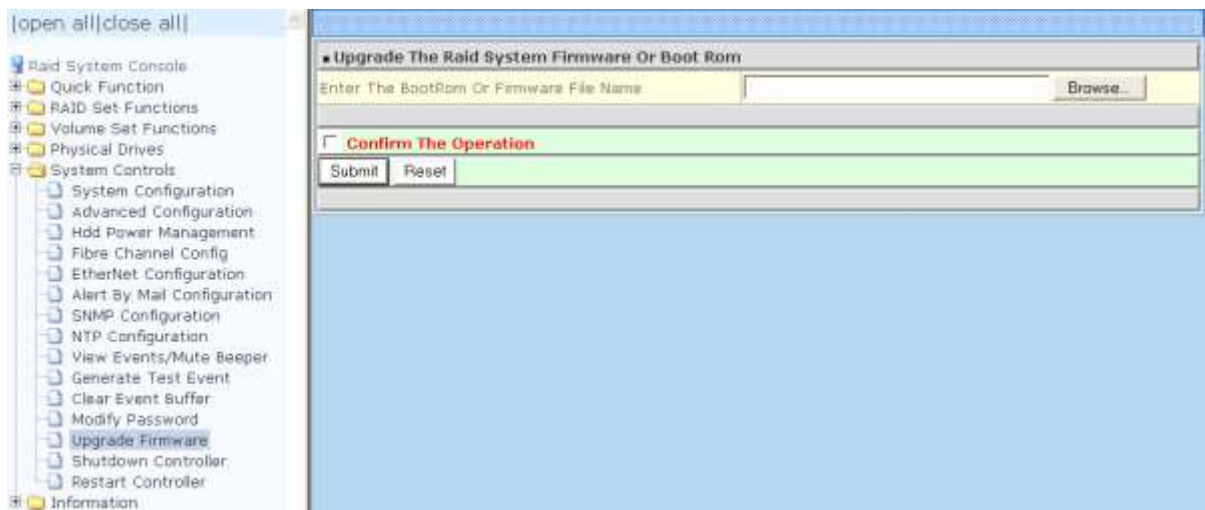 |open all|close all|
Raid System Console
Quick Function
RAID Set Functions
Volume Set Functions
Physical Drives
System Controls
System Configuration
Advanced Configuration
Hdd Power Management
Fibre Channel Config
EtherNet Configuration
Alert By Mail Configuration
SNMP Configuration
NTP Configuration
View Events/Mute Beeper
Generate Test Event
Clear Event Buffer
Modify Password
Upgrade Firmware
Shutdown Controller
Restart Controller
Information
Upgrade The Raid System Firmware Or Boot Rom
Enter The BootRom Or Firmware File Name
Browse...
Confirm The Operation
Submit Reset